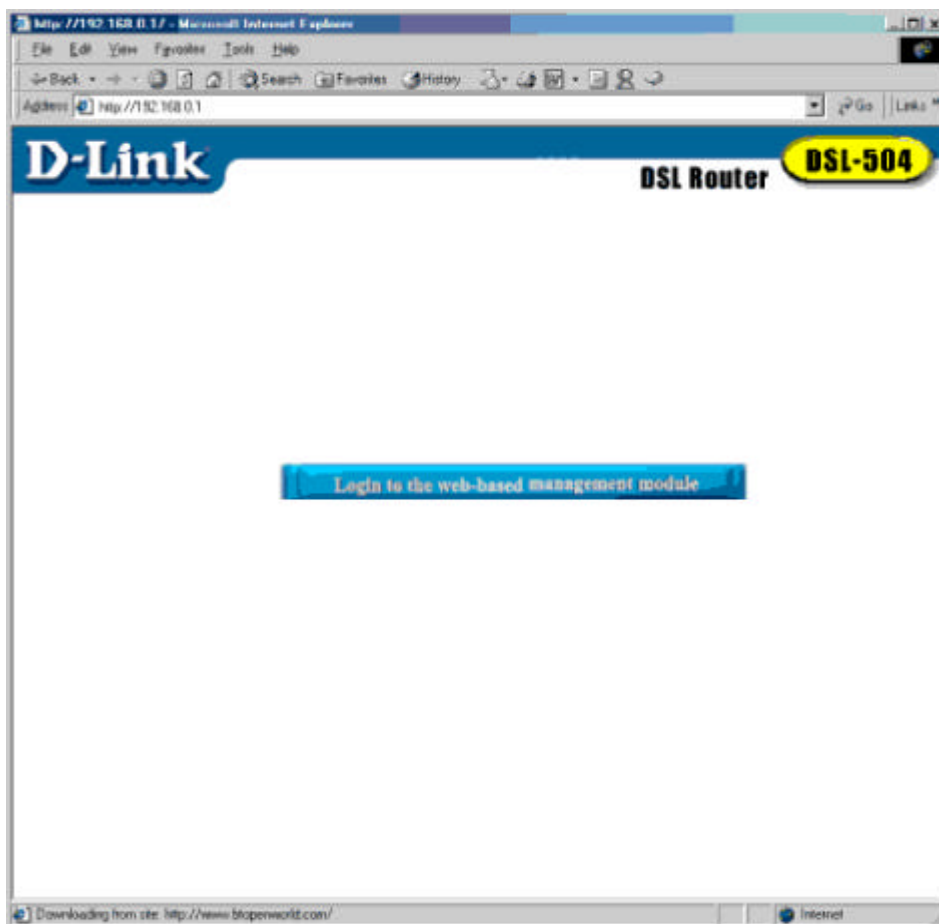 http://192.168.0.1/ - Microsoft Internet Explorer
File Edit View Favorites Tools Help
Back Search Favorites History
Address http://192.168.0.1 Go Links »
D-Link
DSL Router DSL-504
Login to the web-based management module
Downloading from site: http://www.btopenworld.com/ Internet